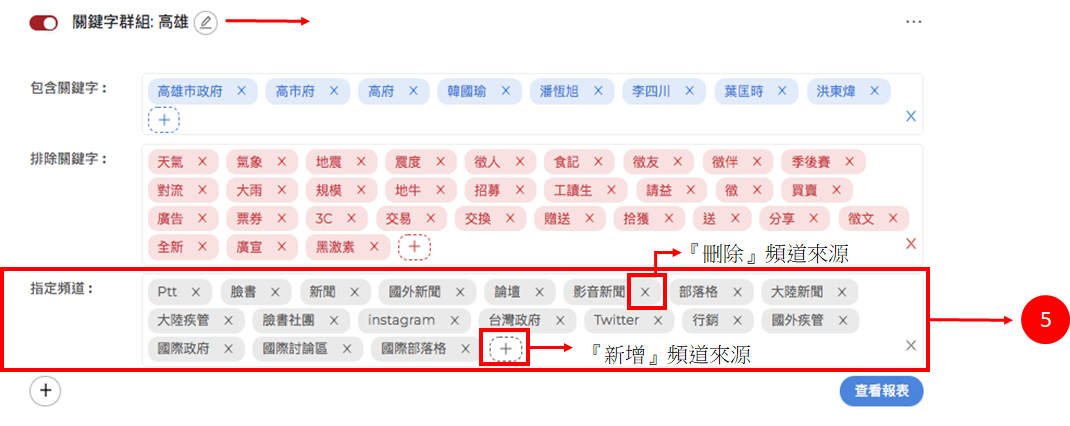 關鍵字群組: 高雄
...
包含關鍵字： 高雄市政府 X 高市府 X 高府 X 韓國瑜 X 潘恆旭 X 李四川 X 葉匡時 X 洪東煒 X
+ X
排除關鍵字： 天氣 X 氣象 X 地震 X 震度 X 徵人 X 食記 X 徵友 X 徵伴 X 季後賽 X
對流 X 大雨 X 規模 X 地牛 X 招募 X 工讀生 X 請益 X 徵 X 買賣 X
廣告 X 票券 X 3C X 交易 X 交換 X 贈送 X 拾獲 X 送 X 分享 X 徵文 X
全新 X 廣宣 X 黑激素 X + X
『刪除』頻道來源
指定頻道： Ptt X 臉書 X 新聞 X 國外新聞 X 論壇 X 影音新聞 X 部落格 X 大陸新聞 X
大陸疾管 X 臉書社團 X instagram X 台灣政府 X Twitter X 行銷 X 國外疾管 X
5
國際政府 X 國際討論區 X 國際部落格 X + X
『新增』頻道來源
+ 查看報表